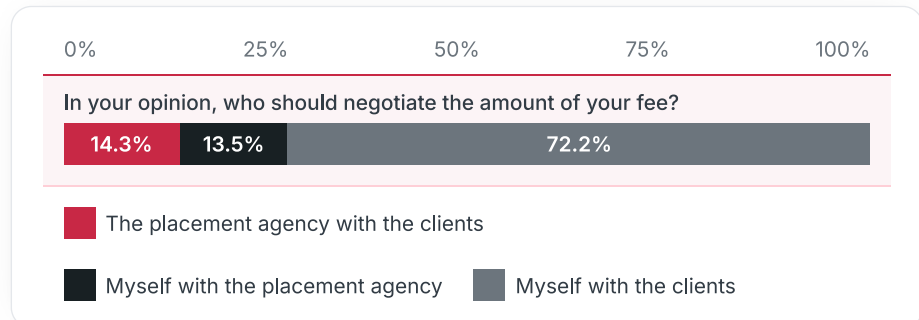 0% 25% 50% 75% 100%
In your opinion, who should negotiate the amount of your fee?
14.3% 13.5% 72.2%
The placement agency with the clients
Myself with the placement agency Myself with the clients